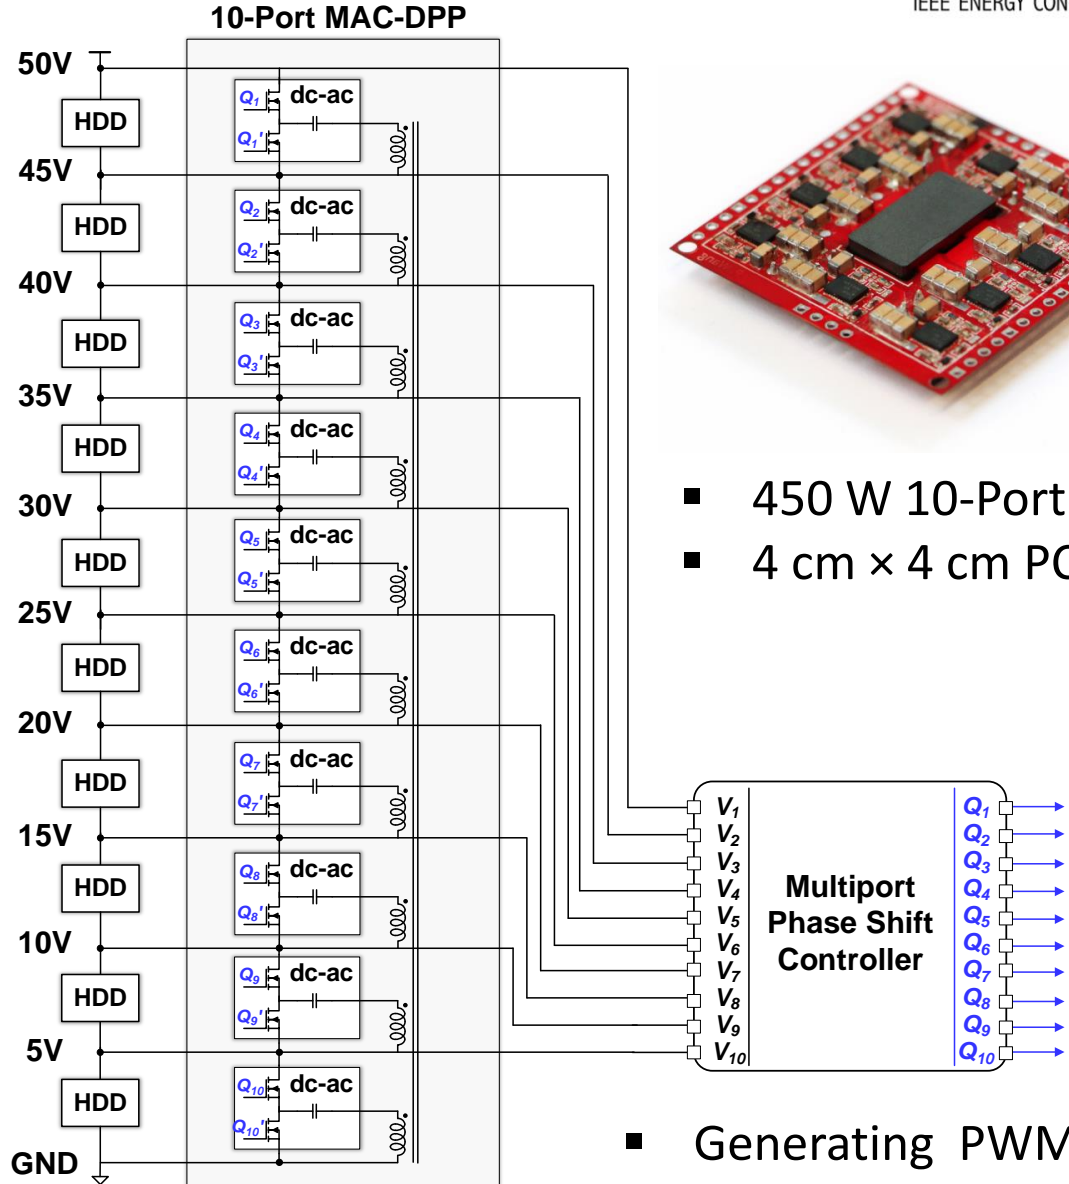 IEEE ENERGY CON
10-Port MAC-DPP
50V
HDD
Q1 dc-ac
Q1'
45V
HDD
Q2 dc-ac
Q2'
40V
HDD
Q3 dc-ac
Q3'
35V
HDD
Q4 dc-ac
Q4'
30V
HDD
Q5 dc-ac
Q5'
25V
HDD
Q6 dc-ac
Q6'
20V
HDD
Q7 dc-ac
Q7'
15V
HDD
Q8 dc-ac
Q8'
10V
HDD
Q9 dc-ac
Q9'
5V
HDD
Q10 dc-ac
Q10'
GND
▪ 450 W 10-Port
▪ 4 cm × 4 cm PC
V1
V2
V3
V4
V5
V6
V7
V8
V9
V10
Multiport
Phase Shift
Controller
Q1
Q2
Q3
Q4
Q5
Q6
Q7
Q8
Q9
Q10
▪ Generating PWM